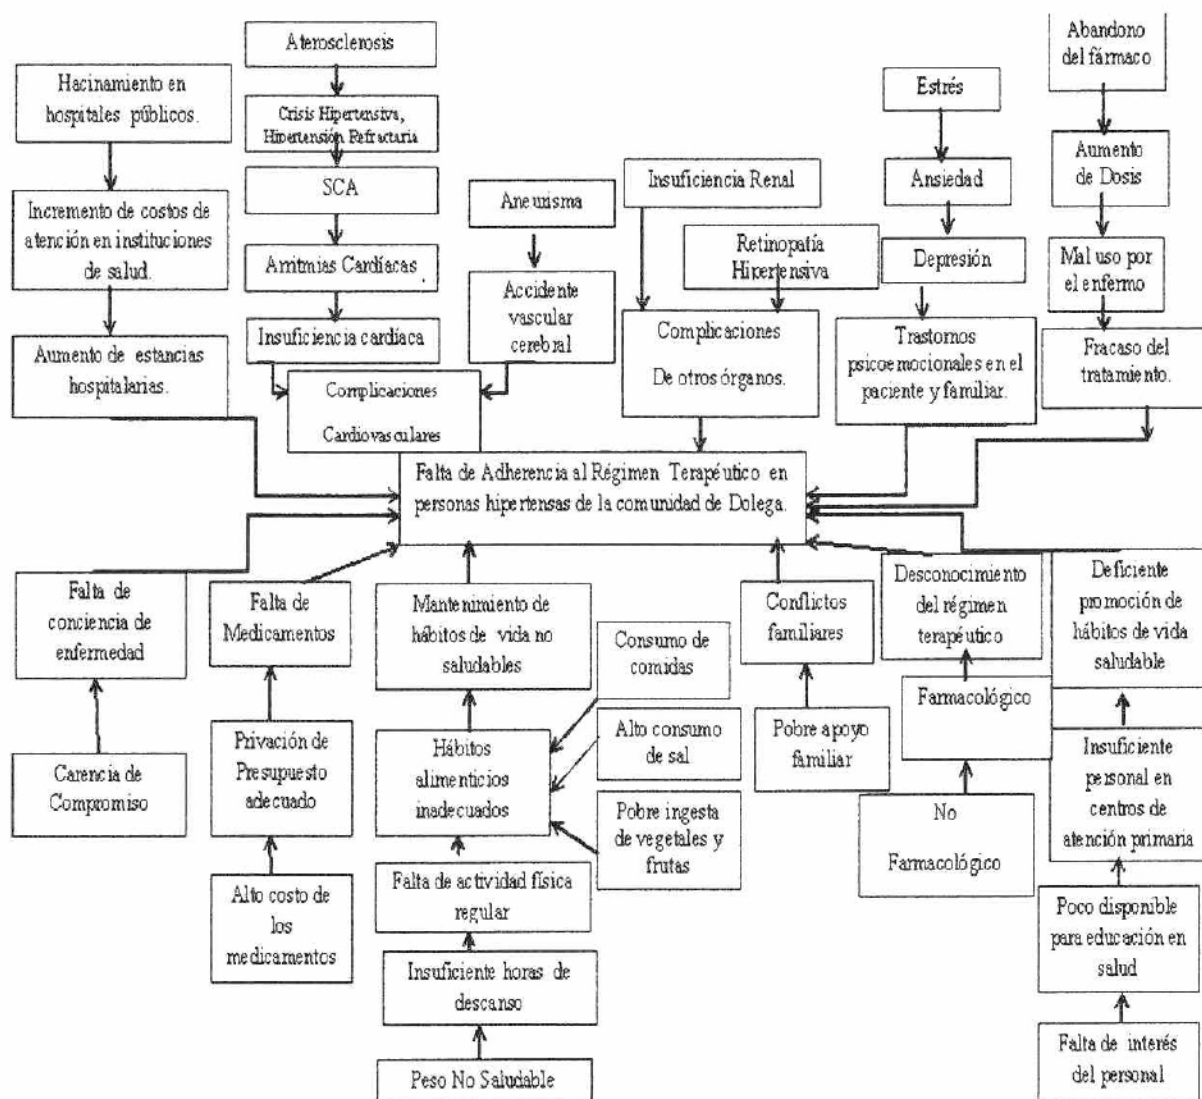 Aterosclerosis
Abandono
del fármaco
Hacinamiento en
hospitales públicos.
Estrés
Crisis Hipertensiva,
Hipertensión Refractaria
Aumento
de Dosis
SCA
Aneurisma
Insuficiencia Renal
Ansiedad
Incremento de costos de
atención en instituciones
de salud.
Retinopatía
Hipertensiva
Depresión
Mal uso por
el enfermo
Arritmias Cardíacas
Accidente
vascular
cerebral
Insuficiencia cardíaca
Complicaciones
De otros órganos.
Trastornos
psicoemocionales en el
paciente y familiar.
Fracaso del
tratamiento.
Aumento de estancias
hospitalarias.
Complicaciones
Cardiovasculares
Falta de Adherencia al Régimen Terapéutico en
personas hipertensas de la comunidad de Dolega.
Falta de
conciencia de
enfermedad
Falta de
Medicamentos
Mantenimiento de
hábitos de vida no
saludables
Conflictos
familiares
Desconocimiento
del régimen
terapéutico
Deficiente
promoción de
hábitos de vida
saludable
Consumo de
comidas
Farmacológico
Carencia de
Compromiso
Privación de
Presupuesto
adecuado
Hábitos
alimenticios
inadecuados
Alto consumo
de sal
Pobre apoyo
familiar
Insuficiente
personal en
centros de
atención primaria
Pobre ingesta
de vegetales y
frutas
No
Farmacológico
Alto costo de
los
medicamentos
Falta de actividad física
regular
Poco disponible
para educación en
salud
Insuficiente horas de
descanso
Peso No Saludable
Falta de interés
del personal